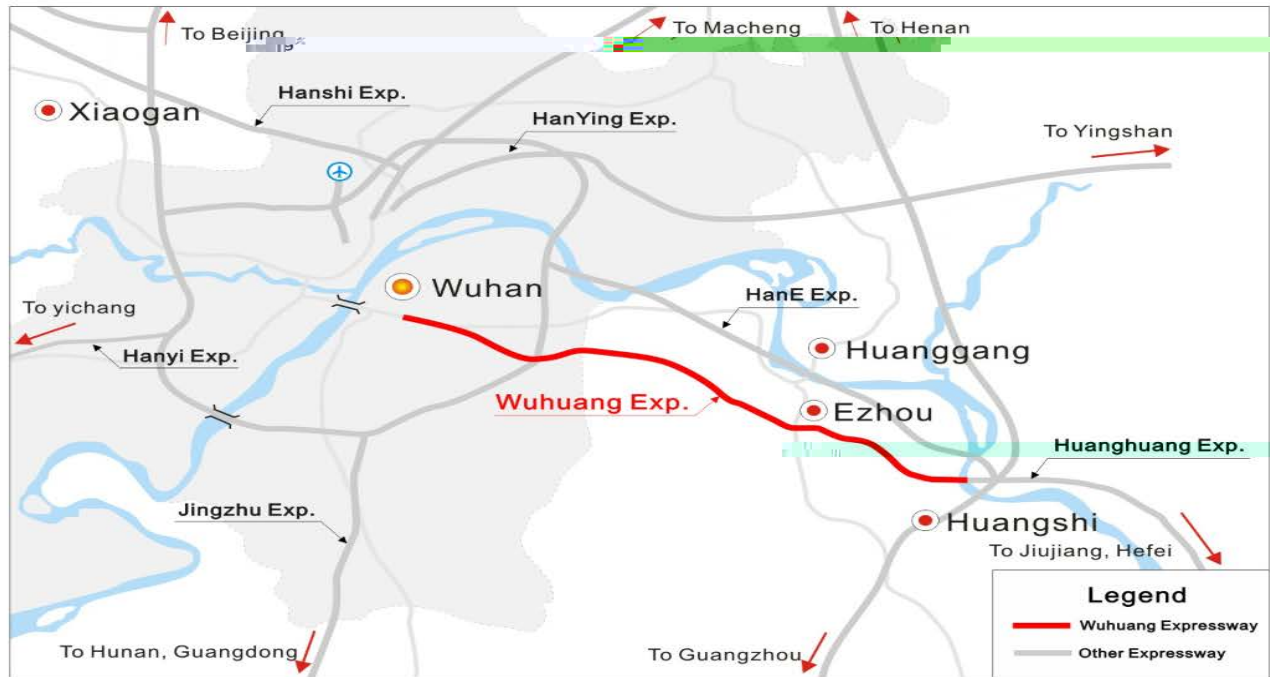 To Beijing
To Macheng
To Henan
Hanshi Exp.
Xiaogan
HanYing Exp.
To Yingshan
Wuhan
HanE Exp.
To yichang
Hanyi Exp.
Huanggang
Wuhuang Exp.
Ezhou
Huanghuang Exp.
Jingzhu Exp.
Huangshi
To Jiujiang, Hefei
Legend
Wuhuang Expressway
Other Expressway
To Hunan, Guangdong
To Guangzhou